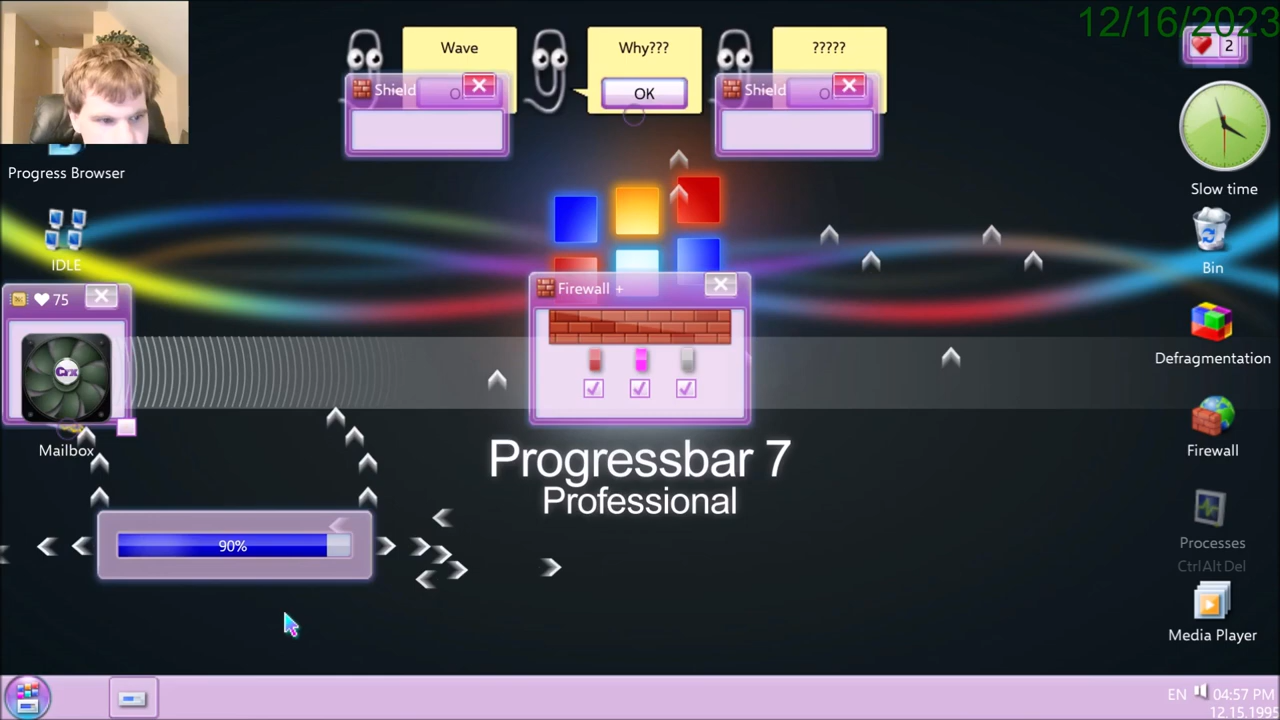 12/16/2023
2
Wave
Why???
?????
OK
Shield
O
Shield
O
Progress Browser
Slow time
IDLE
Bin
75
Firewall +
Crx
Defragmentation
Mailbox
Firewall
Progressbar 7
Professional
90%
Processes
CtrlAltDel
Media Player
EN
04:57 PM
12.15.1995